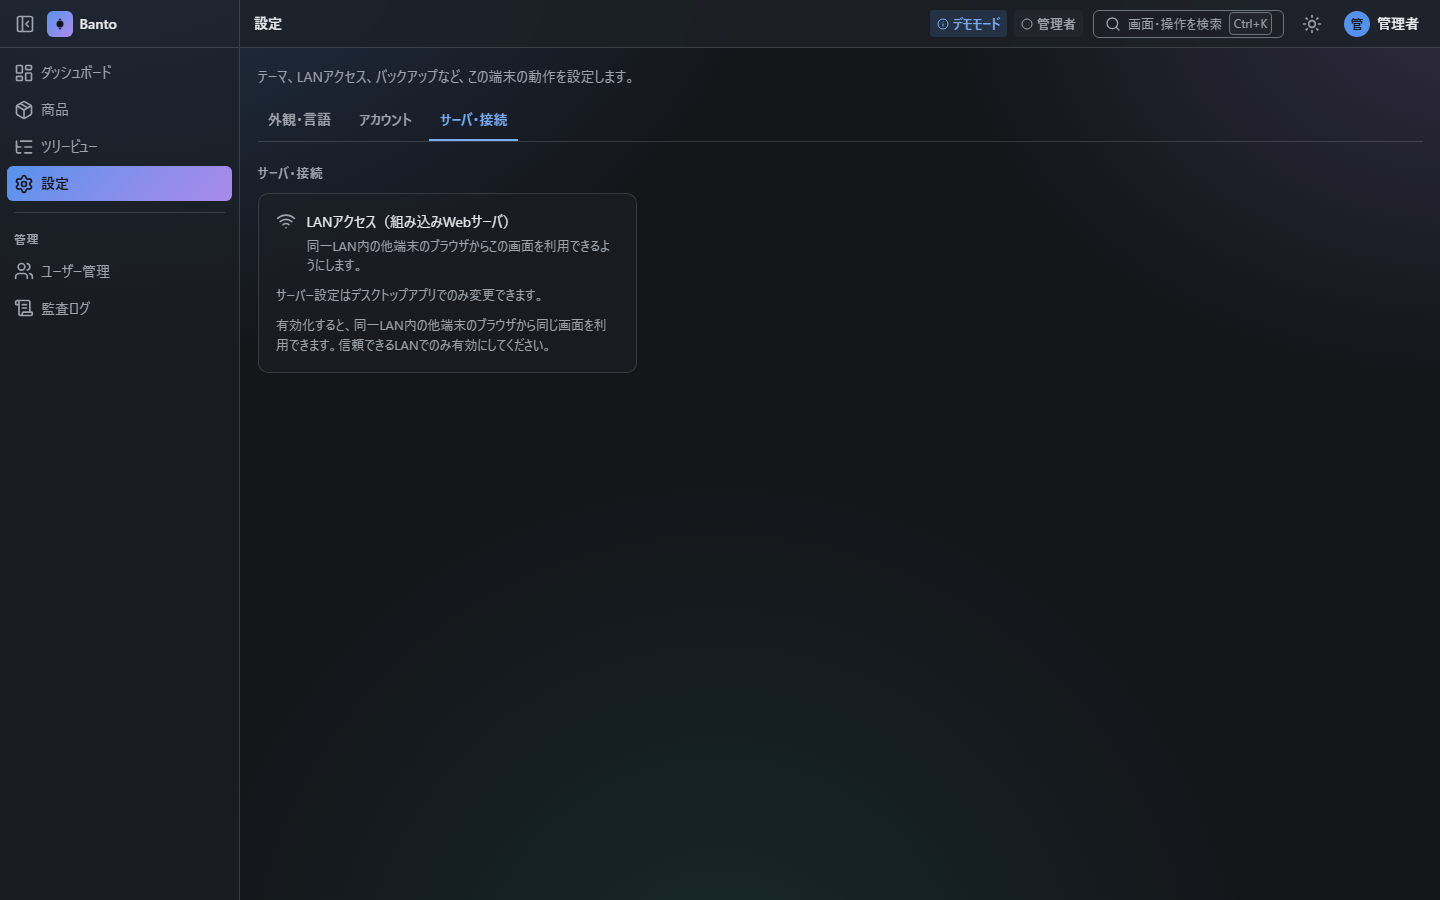 Banto
設定
デモモード
管理者
画面・操作を検索 Ctrl+K
管 管理者
ダッシュボード
商品
ツリービュー
設定
管理
ユーザー管理
監査ログ
テーマ、LANアクセス、バックアップなど、この端末の動作を設定します。
外観・言語 アカウント サーバ・接続
サーバ・接続
LANアクセス（組み込みWebサーバ）
同一LAN内の他端末のブラウザからこの画面を利用できるよ
うにします。
サーバー設定はデスクトップアプリでのみ変更できます。
有効化すると、同一LAN内の他端末のブラウザから同じ画面を利
用できます。信頼できるLANでのみ有効にしてください。